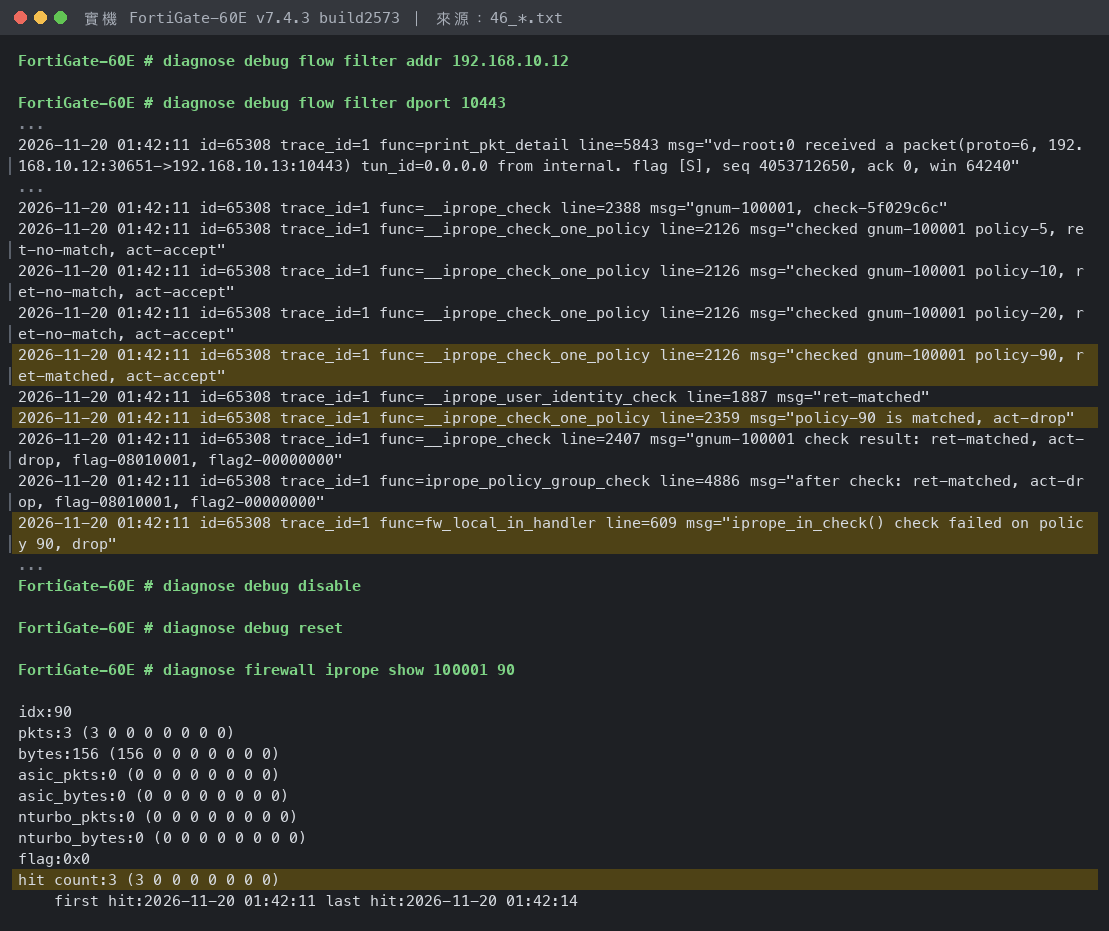 實機 FortiGate-60E v7.4.3 build2573 | 來源：46_*.txt
FortiGate-60E # diagnose debug flow filter addr 192.168.10.12
FortiGate-60E # diagnose debug flow filter dport 10443
...
2026-11-20 01:42:11 id=65308 trace_id=1 func=print_pkt_detail line=5843 msg="vd-root:0 received a packet(proto=6, 192.
168.10.12:30651->192.168.10.13:10443) tun_id=0.0.0.0 from internal. flag [S], seq 4053712650, ack 0, win 64240"
...
2026-11-20 01:42:11 id=65308 trace_id=1 func=__iprope_check line=2388 msg="gnum-100001, check-5f029c6c"
2026-11-20 01:42:11 id=65308 trace_id=1 func=__iprope_check_one_policy line=2126 msg="checked gnum-100001 policy-5, re
t-no-match, act-accept"
2026-11-20 01:42:11 id=65308 trace_id=1 func=__iprope_check_one_policy line=2126 msg="checked gnum-100001 policy-10, r
et-no-match, act-accept"
2026-11-20 01:42:11 id=65308 trace_id=1 func=__iprope_check_one_policy line=2126 msg="checked gnum-100001 policy-20, r
et-no-match, act-accept"
2026-11-20 01:42:11 id=65308 trace_id=1 func=__iprope_check_one_policy line=2126 msg="checked gnum-100001 policy-90, r
et-matched, act-accept"
2026-11-20 01:42:11 id=65308 trace_id=1 func=__iprope_user_identity_check line=1887 msg="ret-matched"
2026-11-20 01:42:11 id=65308 trace_id=1 func=__iprope_check_one_policy line=2359 msg="policy-90 is matched, act-drop"
2026-11-20 01:42:11 id=65308 trace_id=1 func=__iprope_check line=2407 msg="gnum-100001 check result: ret-matched, act-
drop, flag-08010001, flag2-00000000"
2026-11-20 01:42:11 id=65308 trace_id=1 func=iprope_policy_group_check line=4886 msg="after check: ret-matched, act-dr
op, flag-08010001, flag2-00000000"
2026-11-20 01:42:11 id=65308 trace_id=1 func=fw_local_in_handler line=609 msg="iprope_in_check() check failed on polic
y 90, drop"
...
FortiGate-60E # diagnose debug disable
FortiGate-60E # diagnose debug reset
FortiGate-60E # diagnose firewall iprope show 100001 90
idx:90
pkts:3 (3 0 0 0 0 0 0 0)
bytes:156 (156 0 0 0 0 0 0 0)
asic_pkts:0 (0 0 0 0 0 0 0 0)
asic_bytes:0 (0 0 0 0 0 0 0 0)
nturbo_pkts:0 (0 0 0 0 0 0 0 0)
nturbo_bytes:0 (0 0 0 0 0 0 0 0)
flag:0x0
hit count:3 (3 0 0 0 0 0 0 0)
first hit:2026-11-20 01:42:11 last hit:2026-11-20 01:42:14